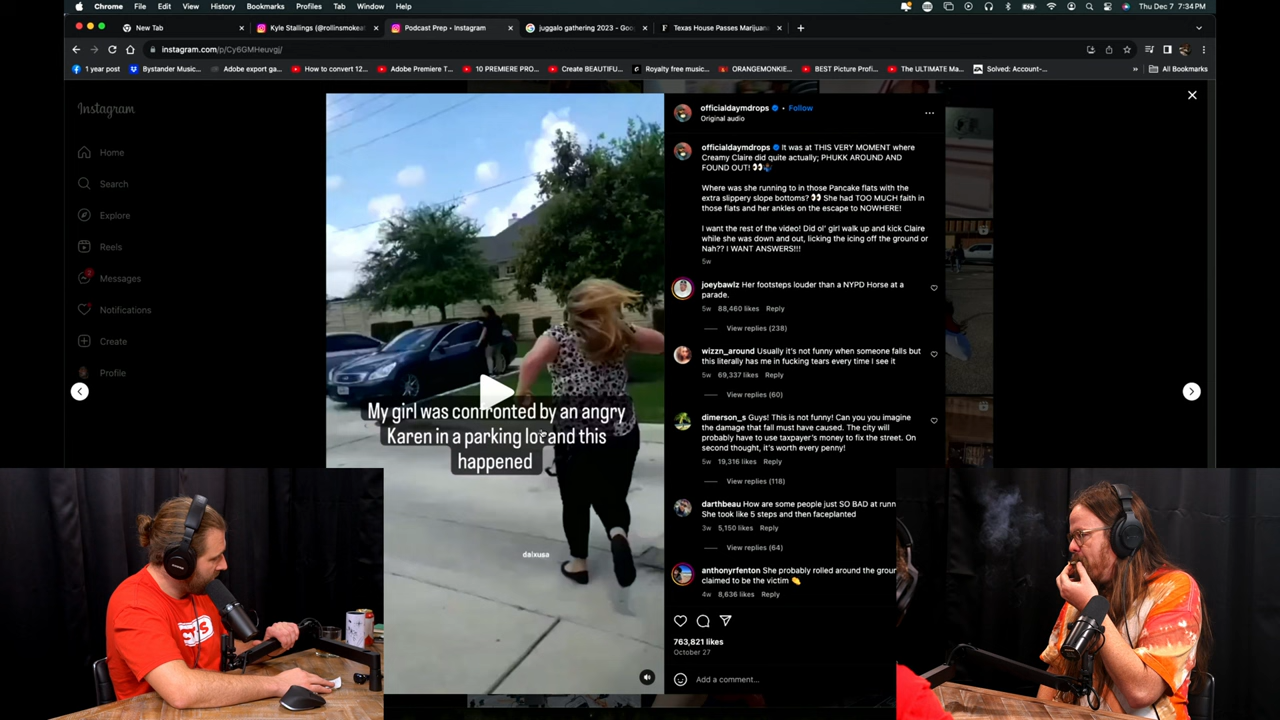 Chrome File Edit View History Bookmarks Profiles Tab Window Help
Thu Dec 7 7:34 PM
New Tab
Kyle Stallings (@rollinsmokeat
Podcast Prep • Instagram
juggalo gathering 2023 - Goo
Texas House Passes Marijuana
instagram.com/p/Cy6GMHeuvgj/
1 year post
Bystander Music...
Adobe export ga...
How to convert 12...
Adobe Premiere T...
10 PREMIERE PRO...
Create BEAUTIFU...
Royalty free music...
ORANGEMONKIE...
BEST Picture Profi...
The ULTIMATE Ma...
Solved: Account-...
All Bookmarks
Instagram
Home
Search
Explore
Reels
Messages
Notifications
Create
Profile
My girl was confronted by an angry
Karen in a parking lot and this
happened
daixusa
officialdaymdrops • Follow
Original audio
officialdaymdrops It was at THIS VERY MOMENT where
Creamy Claire did quite actually; PHUKK AROUND AND
FOUND OUT! 👀
Where was she running to in those Pancake flats with the
extra slippery slope bottoms? 👀 She had TOO MUCH faith in
those flats and her ankles on the escape to NOWHERE!
I want the rest of the video! Did ol' girl walk up and kick Claire
while she was down and out, licking the icing off the ground or
Nah?? I WANT ANSWERS!!!
5w
joeybawlz Her footsteps louder than a NYPD Horse at a
parade.
5w 88,460 likes Reply
View replies (238)
wizzn_around Usually it's not funny when someone falls but
this literally has me in fucking tears every time I see it
5w 69,337 likes Reply
View replies (60)
dimerson_s Guys! This is not funny! Can you you imagine
the damage that fall must have caused. The city will
probably have to use taxpayer's money to fix the street. On
second thought, it's worth every penny!
5w 19,316 likes Reply
View replies (118)
darthbeau How are some people just SO BAD at runn
She took like 5 steps and then faceplanted
3w 5,150 likes Reply
View replies (64)
anthonyrfenton She probably rolled around the groun
claimed to be the victim 👏
4w 8,636 likes Reply
763,821 likes
October 27
Add a comment...